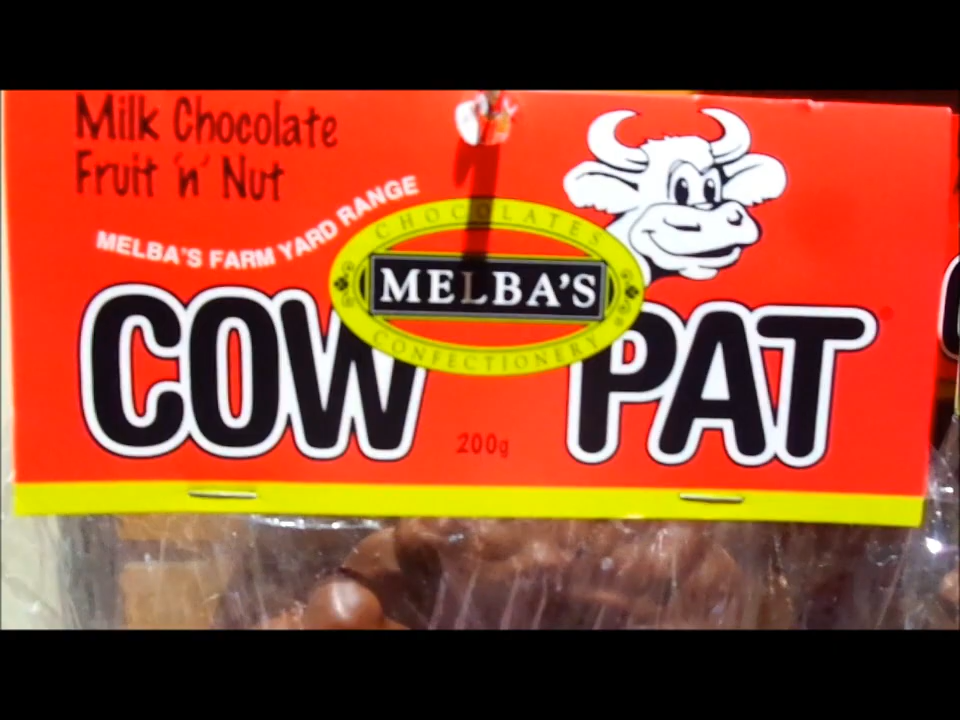 Milk Chocolate
Fruit 'n' Nut
MELBA'S FARM YARD RANGE
CHOCOLATES
MELBA'S
CONFECTIONERY
COW PAT
200g